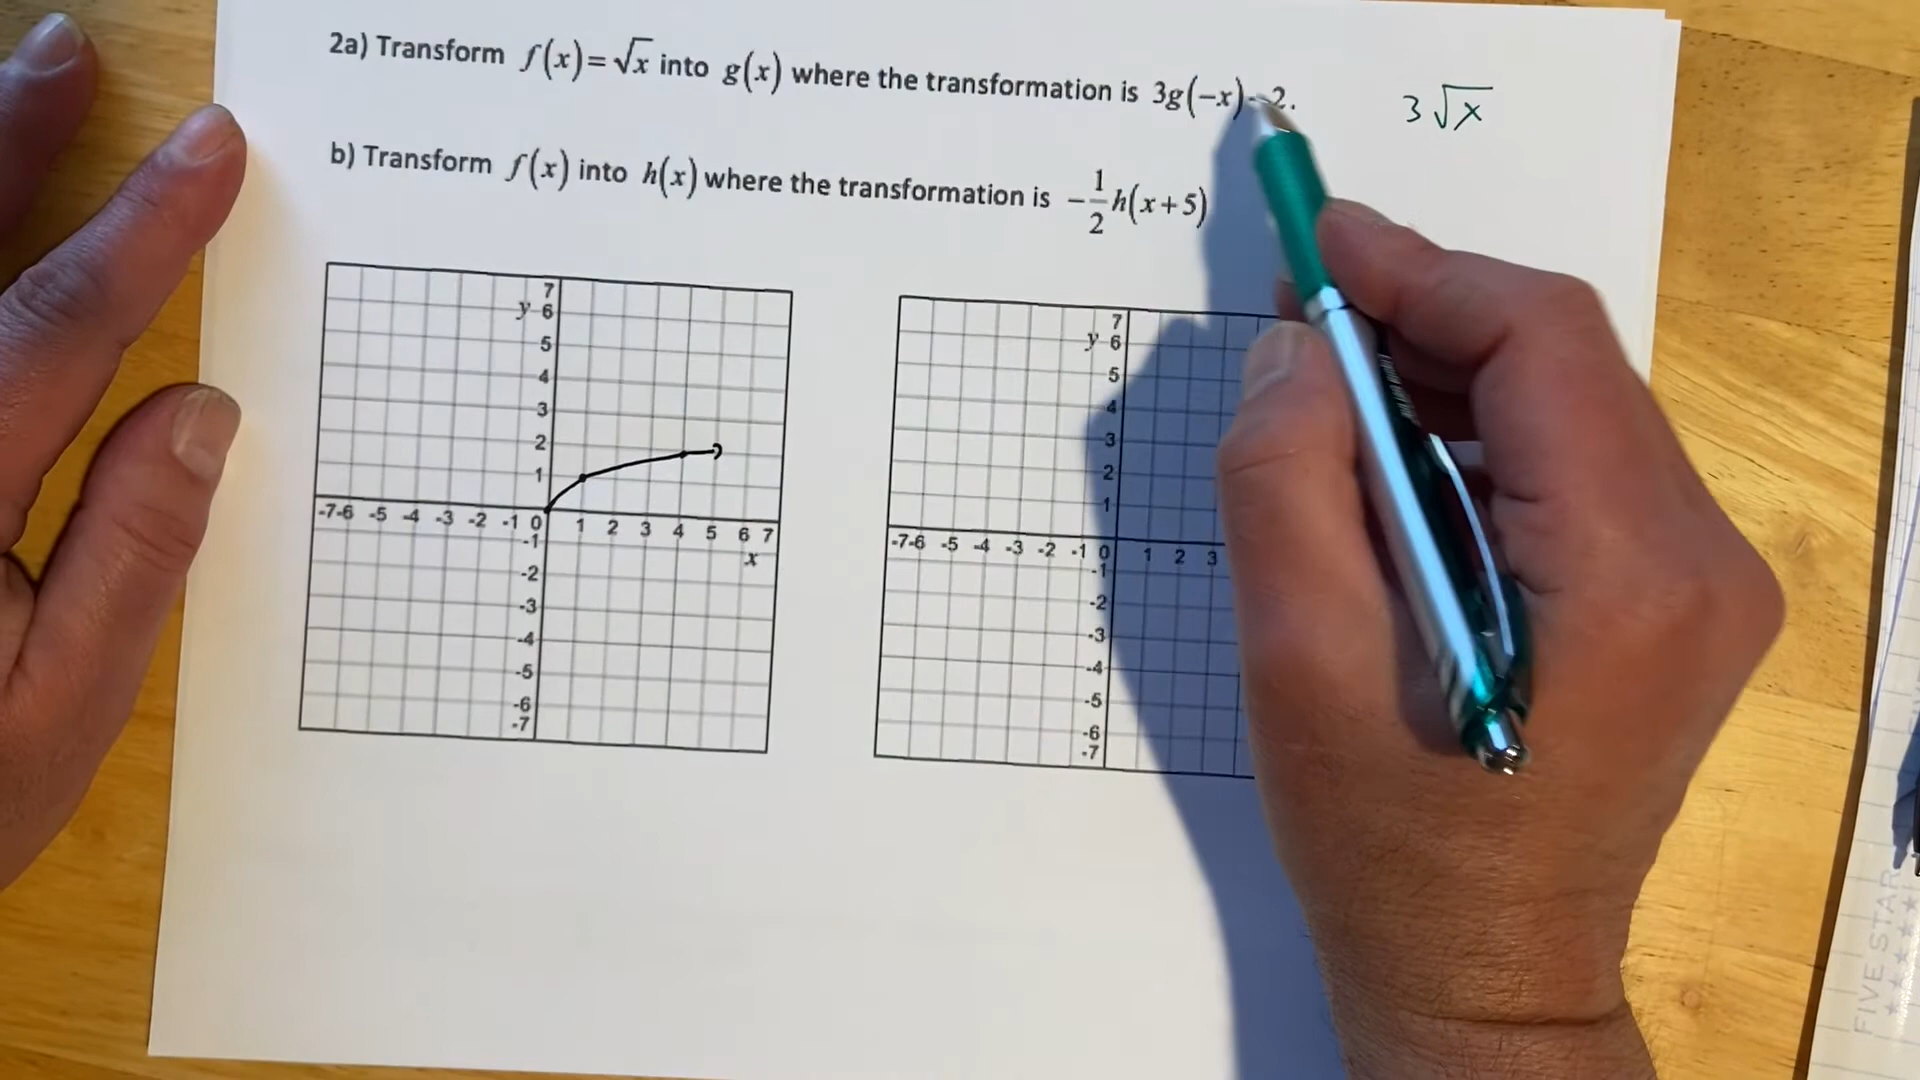 2a) Transform f(x)=√x into g(x) where the transformation is 3g(−x)−2.
3√x
b) Transform f(x) into h(x) where the transformation is −1/2 h(x+5)
7
y 6
5
4
3
2
1
-7 -6 -5 -4 -3 -2 -1 0 1 2 3 4 5 6 7
x
-1
-2
-3
-4
-5
-6
-7
7
y 6
5
4
3
2
1
-7 -6 -5 -4 -3 -2 -1 0 1 2 3
-1
-2
-3
-4
-5
-6
-7
FIVE STAR